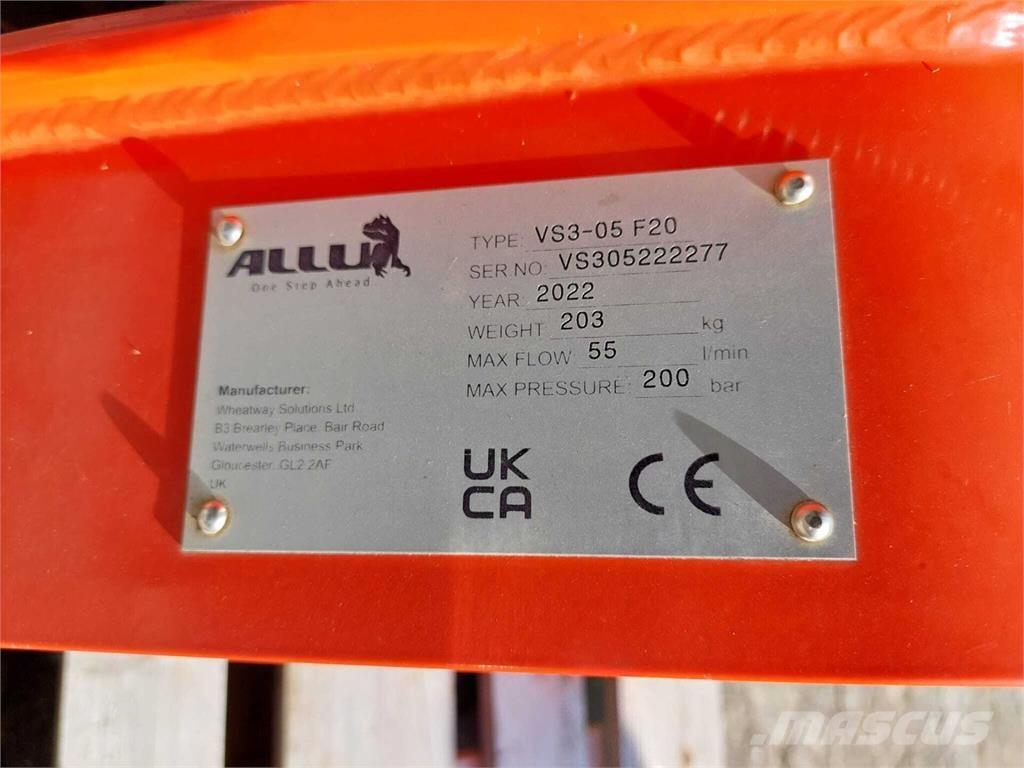 ALLU
One Step Ahead
TYPE: VS3-05 F20
SER NO: VS305222277
YEAR: 2022
WEIGHT 203 kg
MAX FLOW: 55 l/min
MAX PRESSURE: 200 bar
Manufacturer:
Wheatway Solutions Ltd
B3 Brearley Place, Bair Road
Waterwells Business Park
Gloucester. GL2 2AF
UK
UK
CA
CE
MASCUS